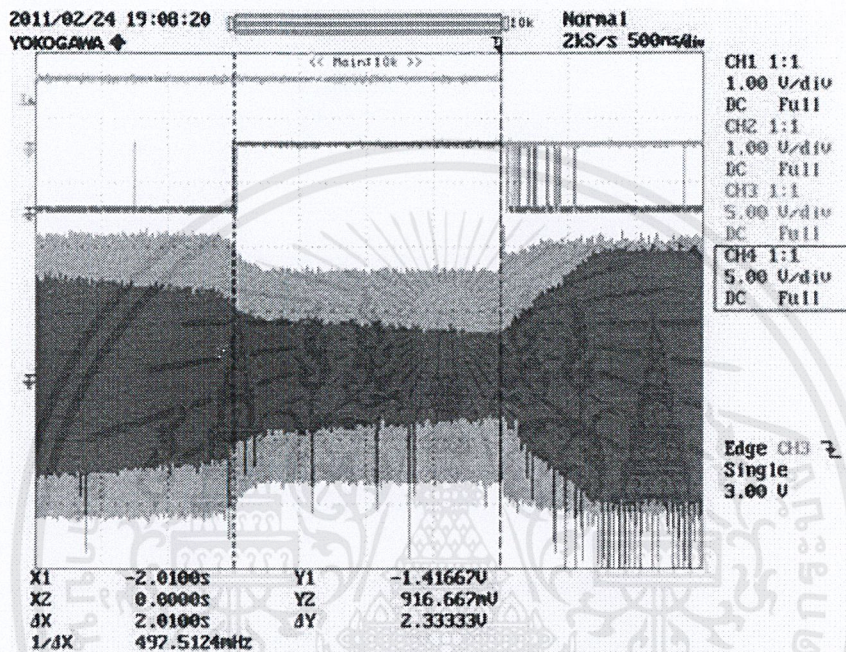 2011/02/24 19:08:20
10k
Normal
YOKOGAWA
2kS/s 500ms/div
<< Main:10k >>
CH1 1:1
1.00 V/div
DC Full
CH2 1:1
1.00 V/div
DC Full
CH3 1:1
5.00 V/div
DC Full
CH4 1:1
5.00 V/div
DC Full
Edge CH3
Single
3.00 V
X1 -2.0100s Y1 -1.41667V
X2 0.0000s Y2 916.667mV
ΔX 2.0100s ΔY 2.33333V
1/ΔX 497.5124mHz